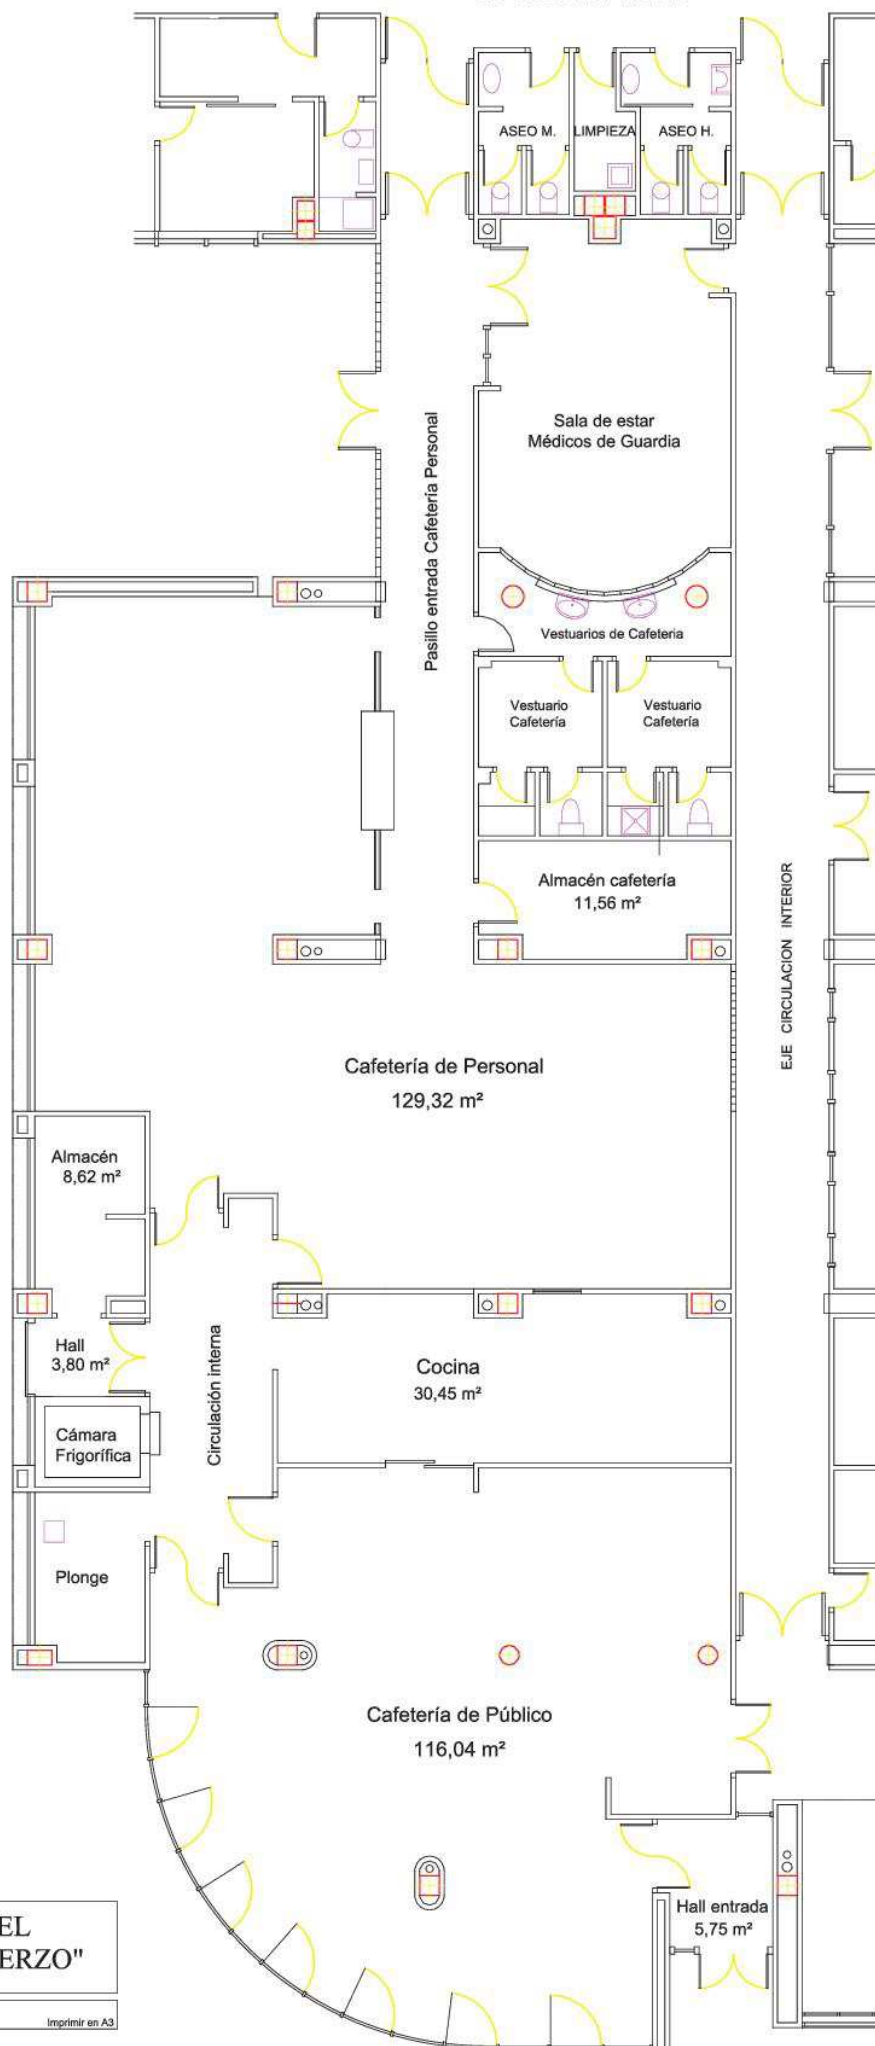 ASEO M.
LIMPIEZA
ASEO H.
Sala de estar
Médicos de Guardia
Pasillo entrada Cafetería Personal
Vestuarios de Cafeteria
Vestuario
Cafetería
Vestuario
Cafetería
Almacén cafetería
11,56 m²
EJE CIRCULACION INTERIOR
Cafetería de Personal
129,32 m²
Almacén
8,62 m²
Hall
3,80 m²
Circulación interna
Cocina
30,45 m²
Cámara
Frigorífica
Plonge
Cafetería de Público
116,04 m²
Hall entrada
5,75 m²
EL
ERZO"
Imprimir en A3